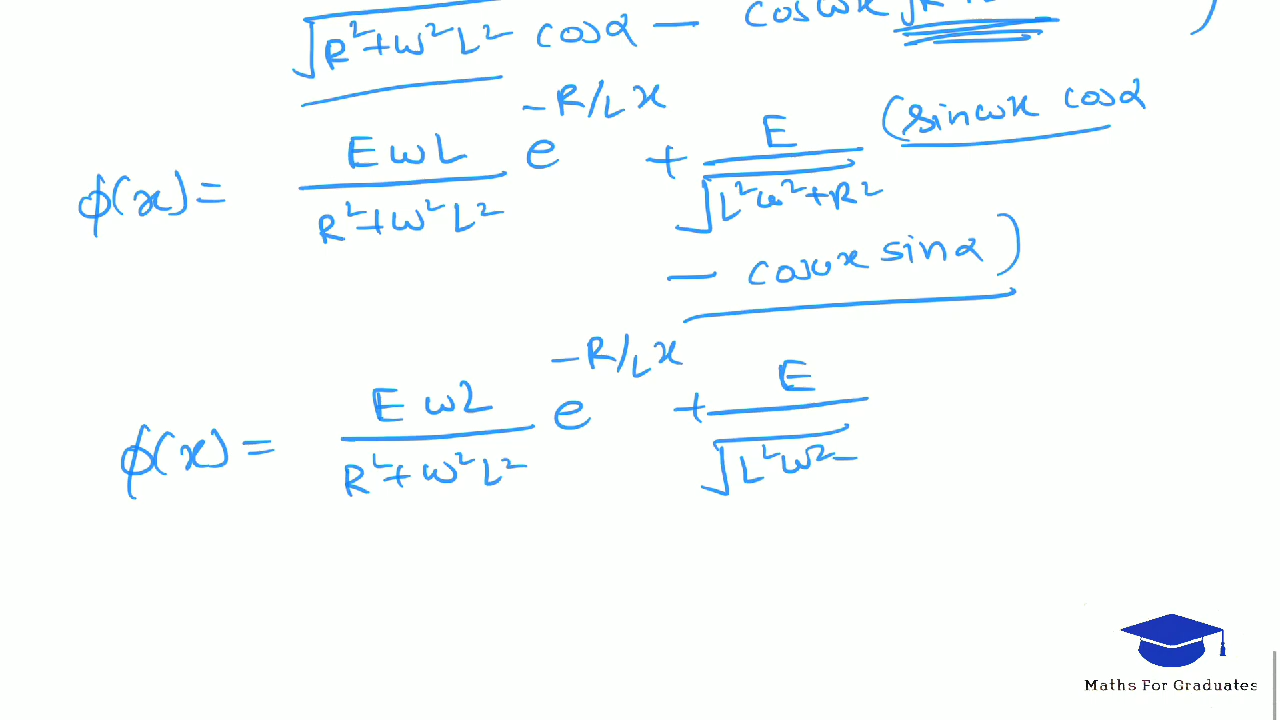 √R²+ω²L² cosα − cosωx √R
φ(x) = EωL / R²+ω²L² e^(−R/L x) + E / √L²ω²+R² (sinωx cosα
− cosωx sinα)
φ(x) = EωL / R²+ω²L² e^(−R/L x) + E / √L²ω²
Maths For Graduates